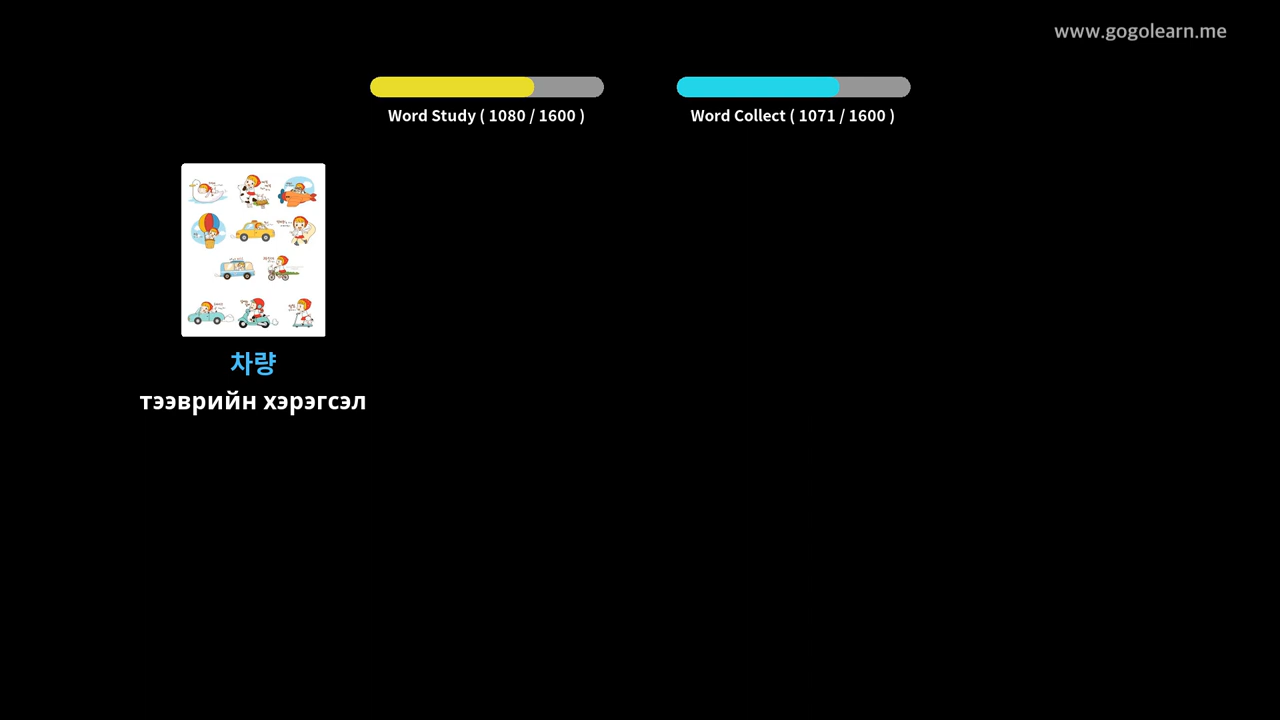 www.gogolearn.me
Word Study ( 1080 / 1600 )
Word Collect ( 1071 / 1600 )
차량
тээврийн хэрэгсэл